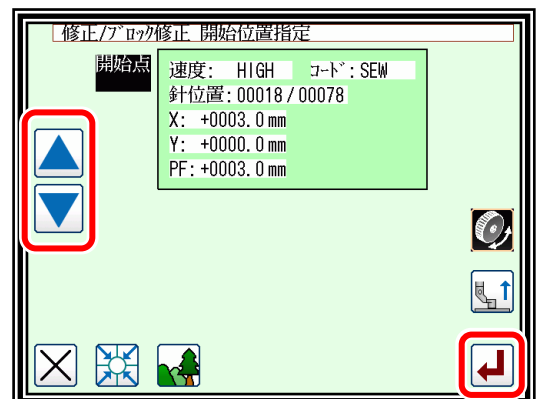 修正/ﾌﾞﾛｯｸ修正 開始位置指定
開始点
速度: HIGH ｺｰﾄﾞ:SEW
針位置:00018/00078
X: +0003.0mm
Y: +0000.0mm
PF:+0003.0mm